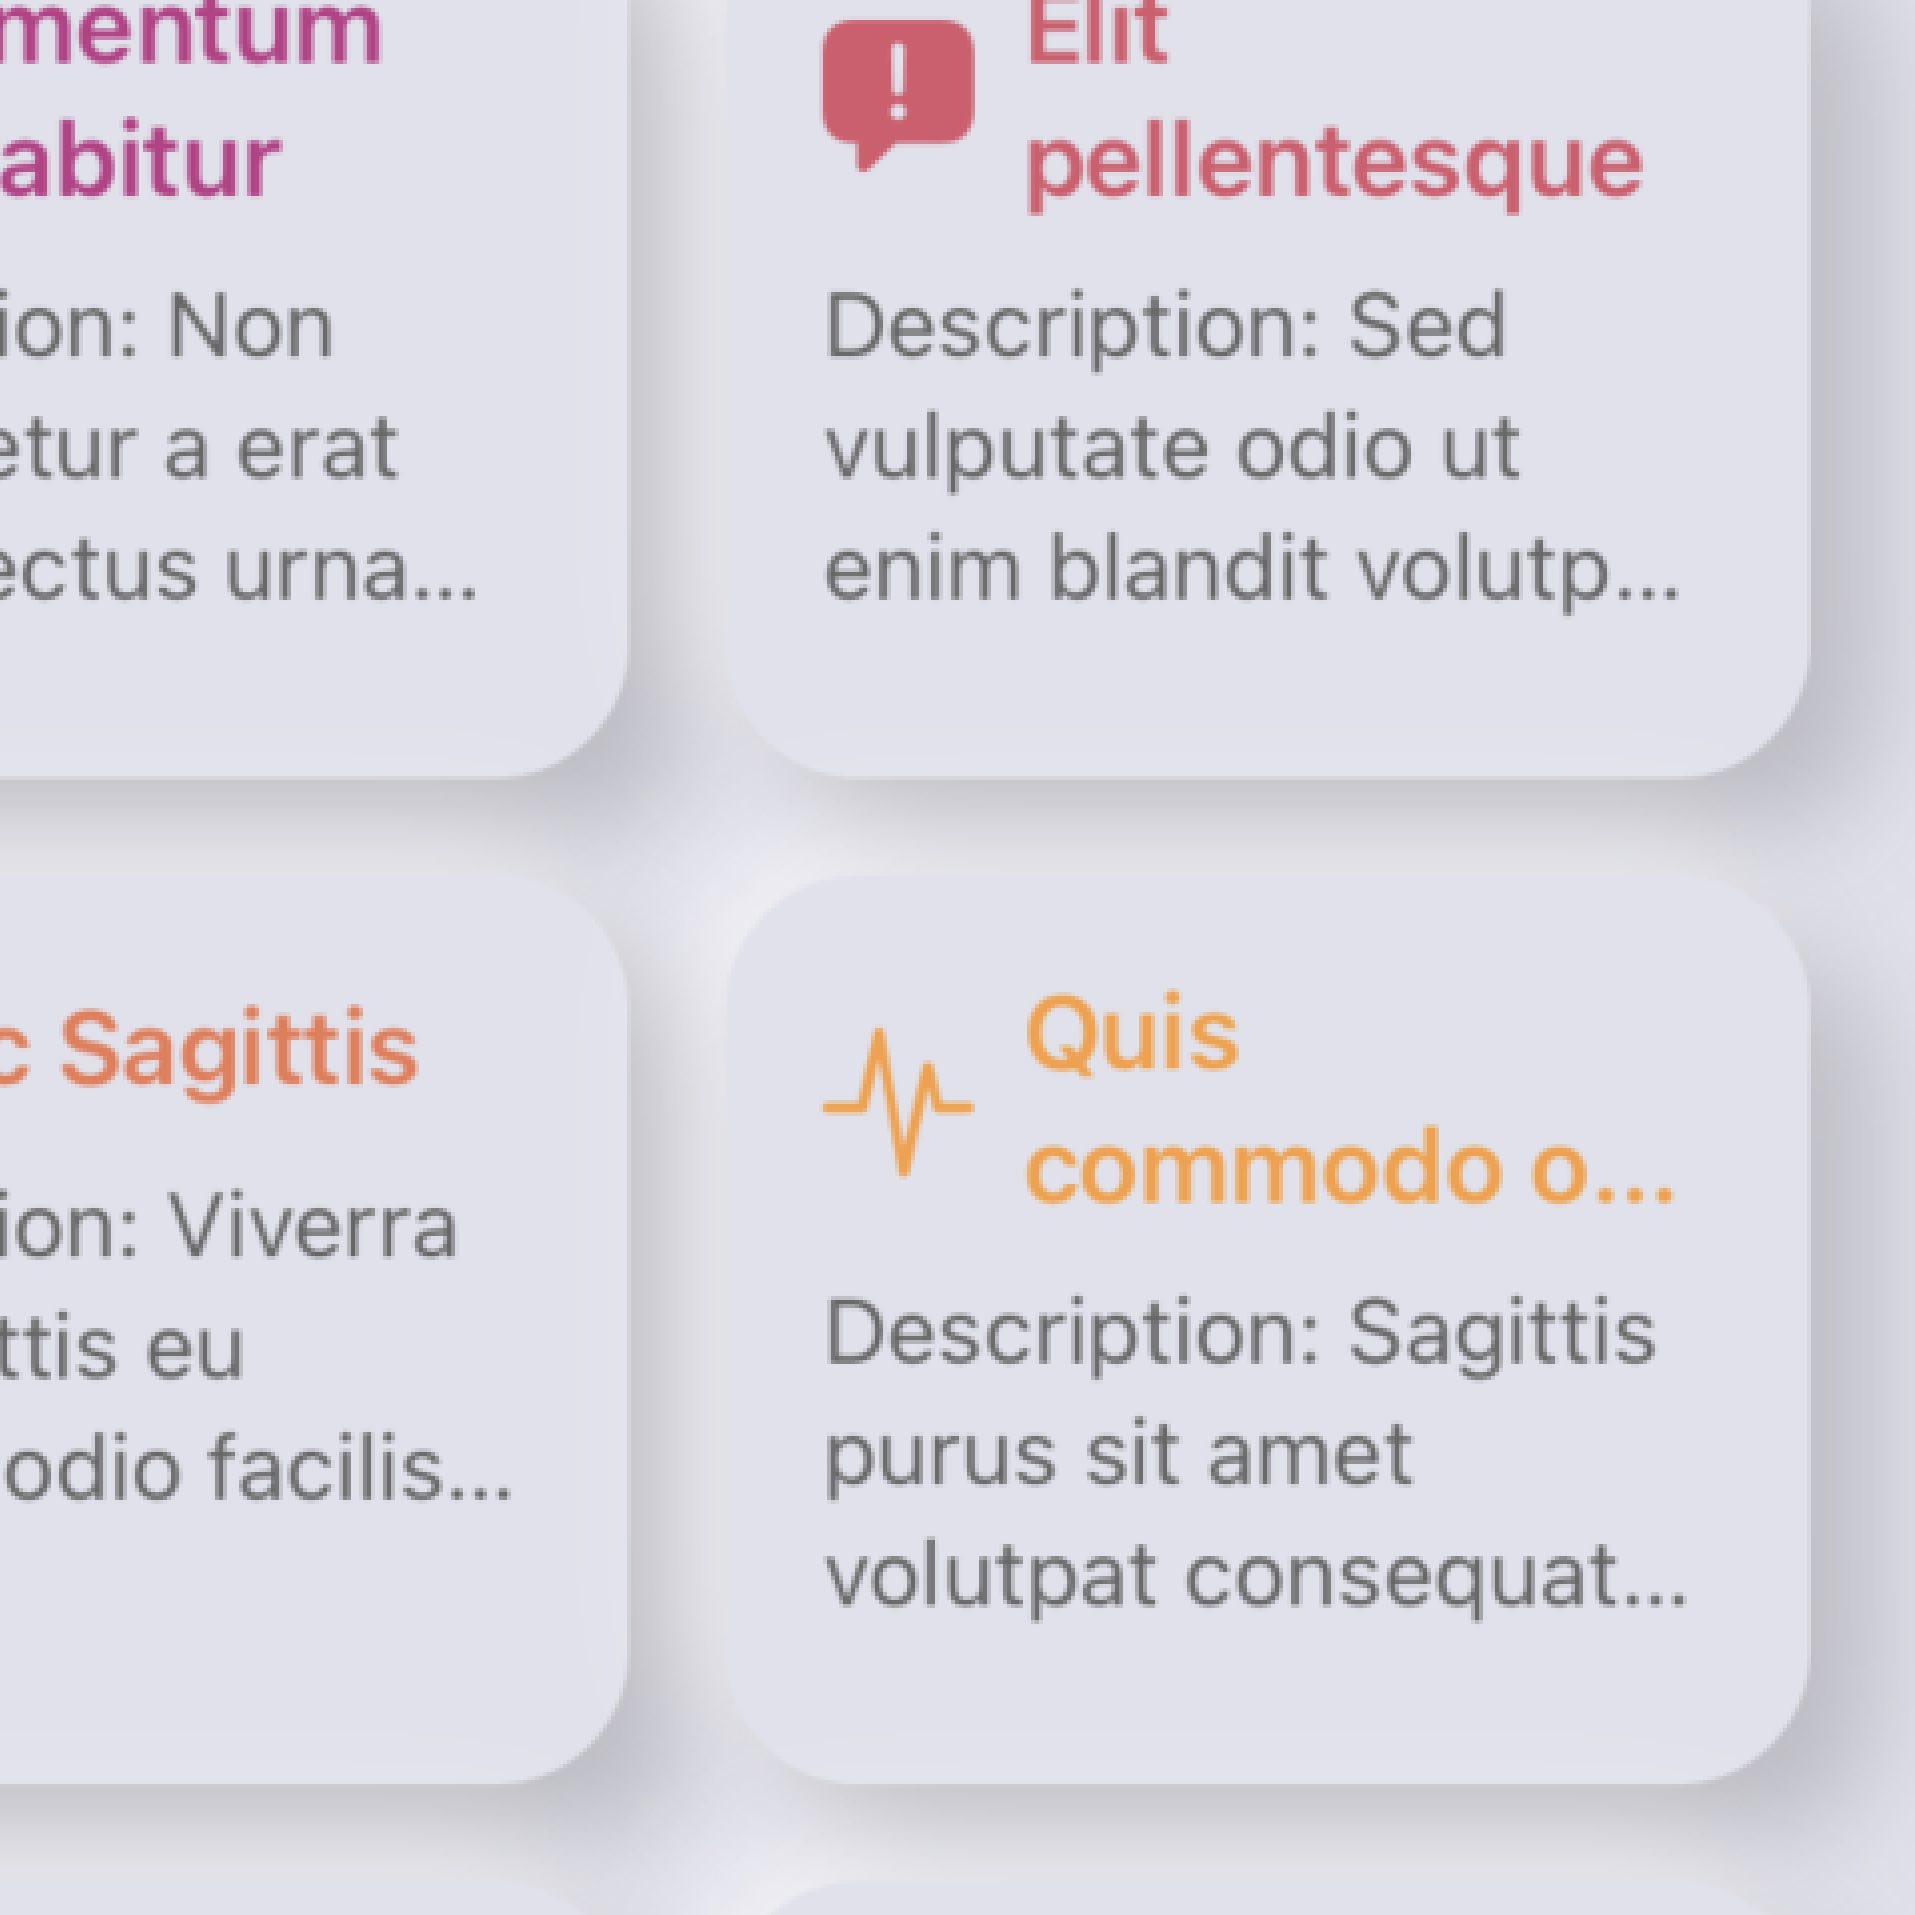 mentum
abitur
ion: Non
etur a erat
ectus urna...
Elit
pellentesque
Description: Sed
vulputate odio ut
enim blandit volutp...
c Sagittis
ion: Viverra
ttis eu
odio facilis...
Quis
commodo o...
Description: Sagittis
purus sit amet
volutpat consequat...